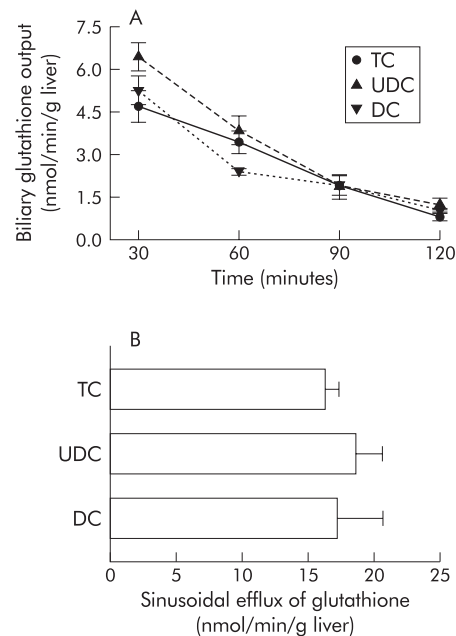 A
Biliary glutathione output
(nmol/min/g liver)
7.5
6.0
4.5
3.0
1.5
0.0
TC
UDC
DC
30
60
90
120
Time (minutes)
B
TC
UDC
DC
0
5
10
15
20
25
Sinusoidal efflux of glutathione
(nmol/min/g liver)